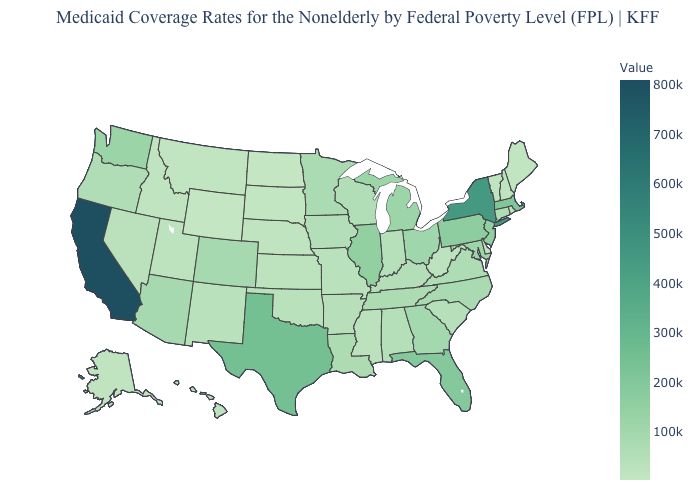 Medicaid Coverage Rates for the Nonelderly by Federal Poverty Level (FPL) | KFF
Value
800k
700k
600k
500k
400k
300k
200k
100k